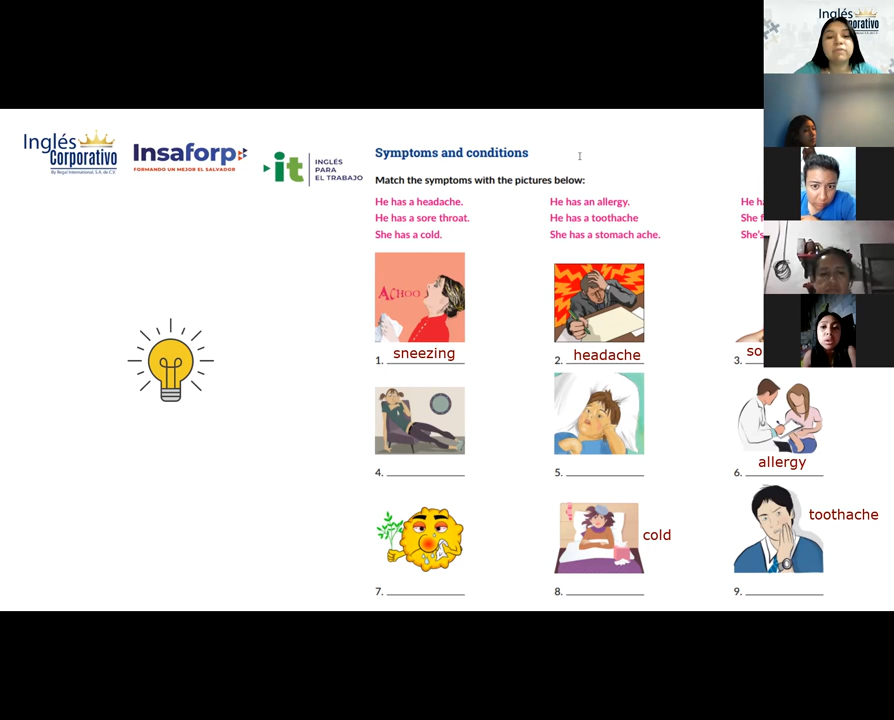 Inglés
Corporativo
Inglés
Corporativo
By Regal International, S.A. de C.V.
Insaforp
FORMANDO UN MEJOR EL SALVADOR
it
INGLÉS
PARA
EL TRABAJO
Symptoms and conditions
Match the symptoms with the pictures below:
He has a headache.
He has an allergy.
He has a sore throat.
He has a toothache
She
She has a cold.
She has a stomach ache.
She's
ACHOO
1. sneezing
2. headache
3. so
4.
5.
6. allergy
toothache
cold
7.
8.
9.